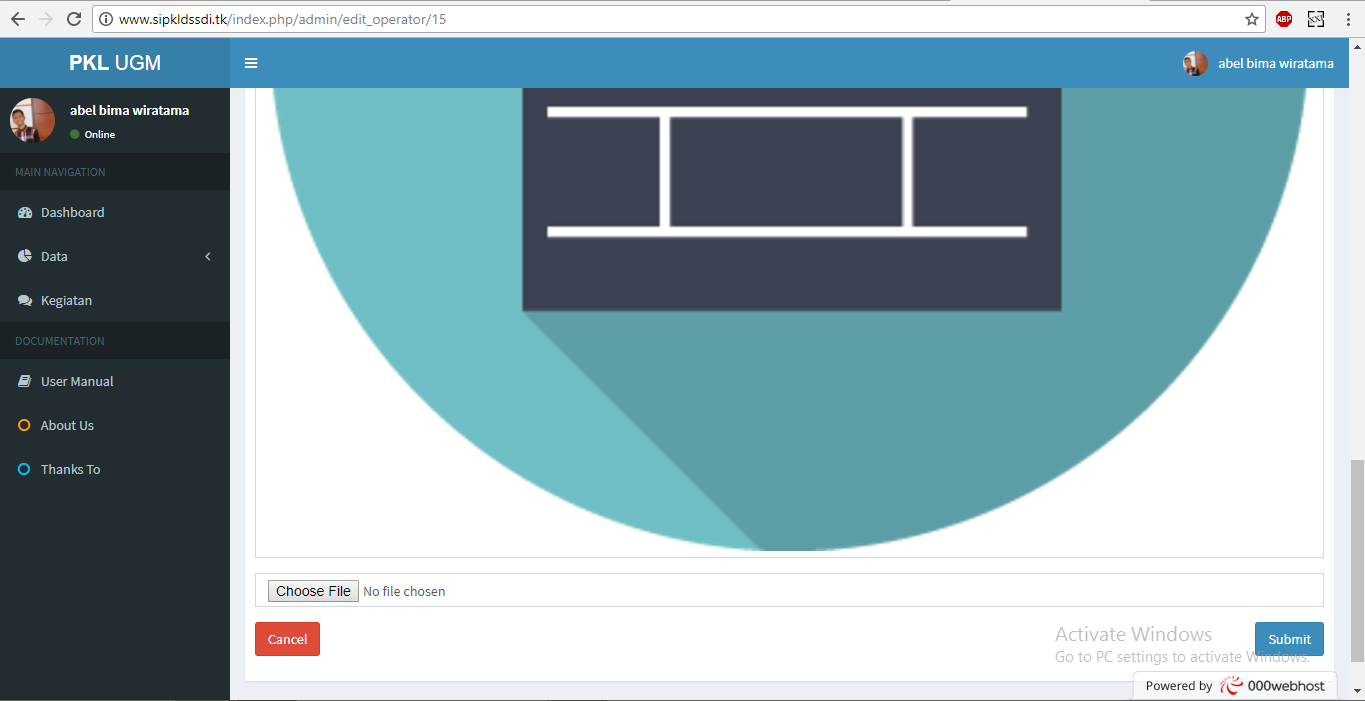 www.sipkldssdi.tk/index.php/admin/edit_operator/15
ABP
PKL UGM
abel bima wiratama
abel bima wiratama
Online
MAIN NAVIGATION
Dashboard
Data
Kegiatan
DOCUMENTATION
User Manual
About Us
Thanks To
Choose File No file chosen
Cancel
Submit
Activate Windows
Go to PC settings to activate Windows.
Powered by 000webhost